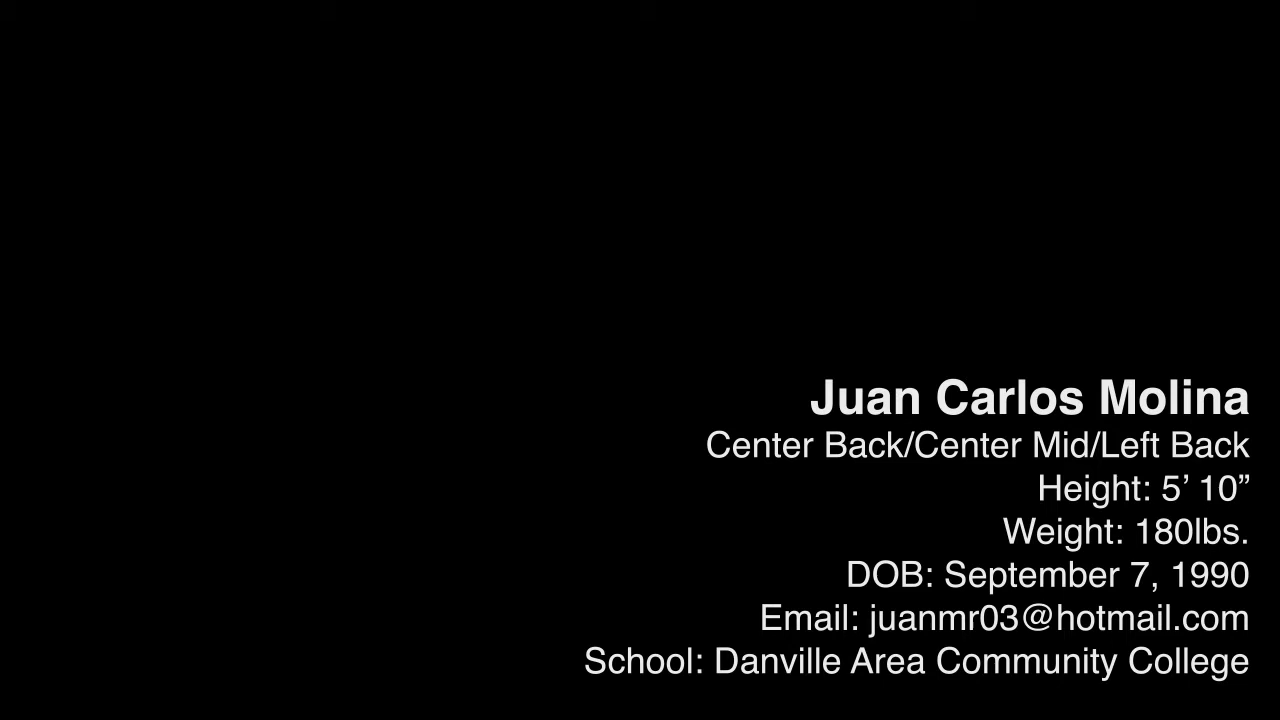 Juan Carlos Molina
Center Back/Center Mid/Left Back
Height: 5’ 10”
Weight: 180lbs.
DOB: September 7, 1990
Email: juanmr03@hotmail.com
School: Danville Area Community College